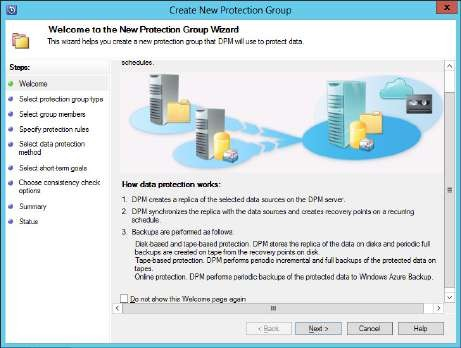 Create New Protection Group
x
Welcome to the New Protection Group Wizard
This wizard helps you create a new protection group that DPM will use to protect data.
Steps:
Welcome
Select protection group type
Select group members
Specify protection rules
Select data protection
method
Select short-term goals
Choose consistency check
options
Summary
Status
schedules.
How data protection works:
1. DPM creates a replica of the selected data sources on the DPM server.
2. DPM synchronizes the replica with the data sources and creates recovery points on a recurring
schedule.
3. Backups are performed as follows:
Disk-based and tape-based protection. DPM stores the replica of the data on disks and periodic full
backups are created on tape from the recovery points on disk.
Tape-based protection. DPM performs periodic incremental and full backups of the protected data on
tapes.
Online protection. DPM performs periodic backups of the protected data to Windows Azure Backup.
Do not show this Welcome page again
< Back
Next >
Cancel
Help